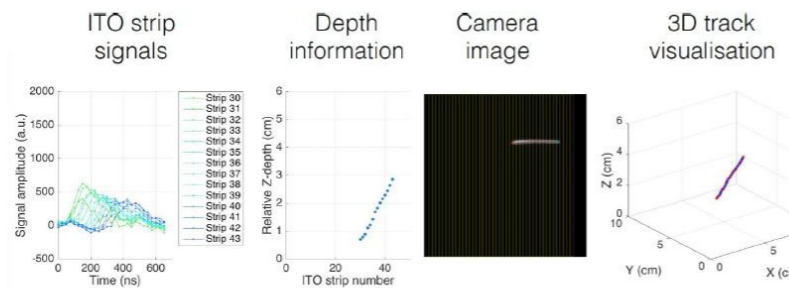 ITO strip
signals
Depth
information
Camera
image
3D track
visualisation
Signal amplitude (a.u.)
2000
1500
1000
500
0
-500
0 200 400 600
Time (ns)
Strip 30
Strip 31
Strip 32
Strip 33
Strip 34
Strip 35
Strip 36
Strip 37
Strip 38
Strip 39
Strip 40
Strip 41
Strip 42
Strip 43
Relative Z-depth (cm)
6
5
4
3
2
1
0
0 20 40
ITO strip number
Z (cm)
6
4
2
0
10
5
0
Y (cm)
0
5
X (c